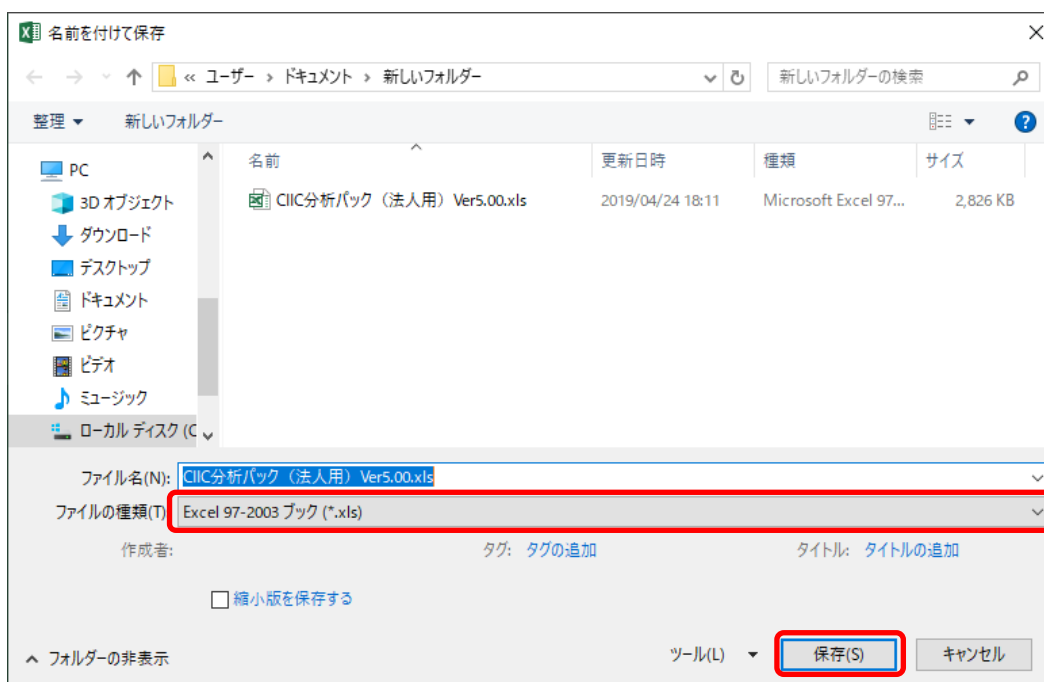 名前を付けて保存
« ユーザー › ドキュメント › 新しいフォルダー
新しいフォルダーの検索
整理 新しいフォルダー
名前 更新日時 種類 サイズ
CIIC分析パック（法人用）Ver5.00.xls 2019/04/24 18:11 Microsoft Excel 97... 2,826 KB
PC
3D オブジェクト
ダウンロード
デスクトップ
ドキュメント
ピクチャ
ビデオ
ミュージック
ローカル ディスク (C
ファイル名(N): CIIC分析パック（法人用）Ver5.00.xls
ファイルの種類(T) Excel 97-2003 ブック (*.xls)
作成者: タグ: タグの追加 タイトル: タイトルの追加
縮小版を保存する
フォルダーの非表示 ツール(L) 保存(S) キャンセル